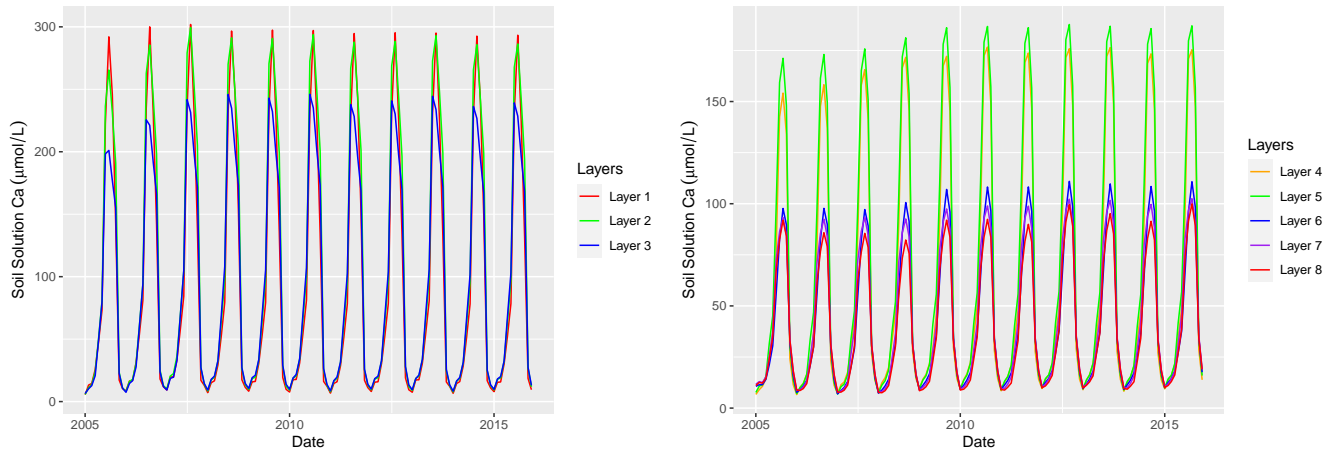 Soil Solution Ca (μmol/L)
300
200
100
0
2005
2010
2015
Date
Layers
Layer 1
Layer 2
Layer 3
Soil Solution Ca (μmol/L)
150
100
50
0
2005
2010
2015
Date
Layers
Layer 4
Layer 5
Layer 6
Layer 7
Layer 8